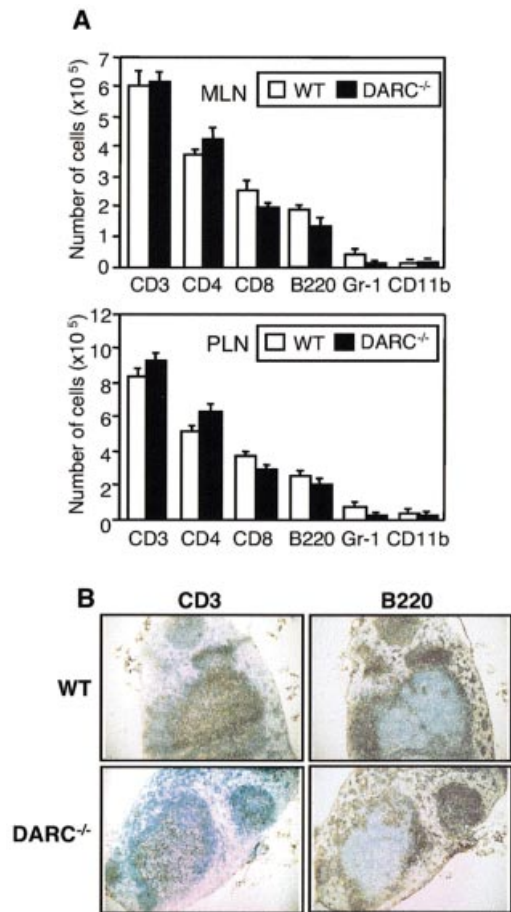 A
Number of cells (x10⁵)
7
6
5
4
3
2
1
0
MLN
WT DARC-/-
CD3 CD4 CD8 B220 Gr-1 CD11b
Number of cells (x10⁵)
12
10
8
6
4
2
0
PLN
WT DARC-/-
CD3 CD4 CD8 B220 Gr-1 CD11b
B
CD3 B220
WT
DARC-/-